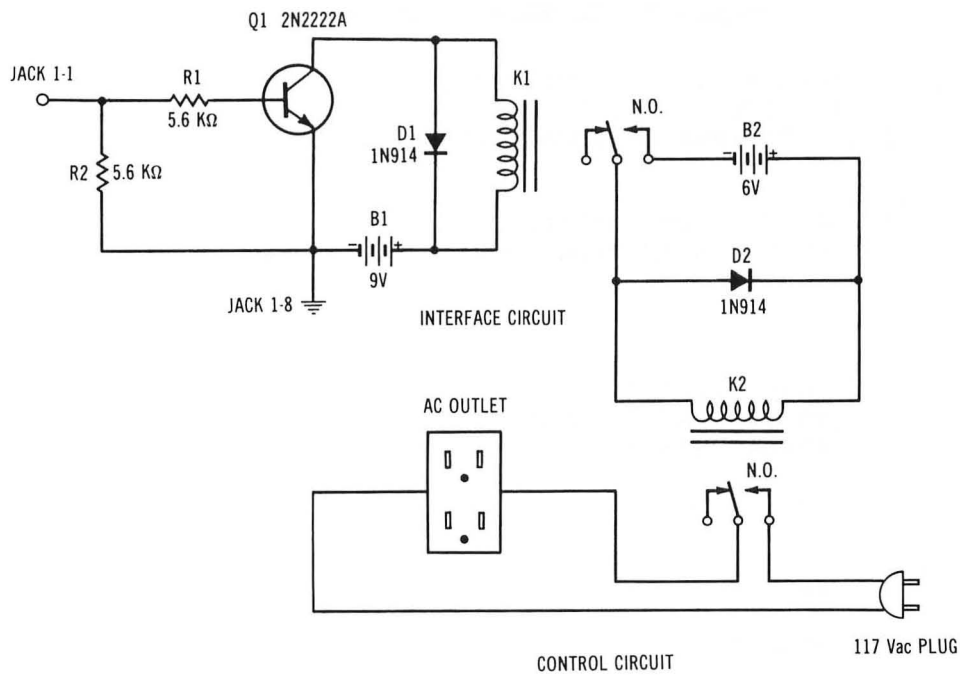 Q1 2N2222A
JACK 1-1
R1
5.6 KΩ
R2 5.6 KΩ
D1
1N914
K1
B1
- +
9V
JACK 1-8
INTERFACE CIRCUIT
N.O.
B2
- +
6V
D2
1N914
K2
AC OUTLET
N.O.
117 Vac PLUG
CONTROL CIRCUIT